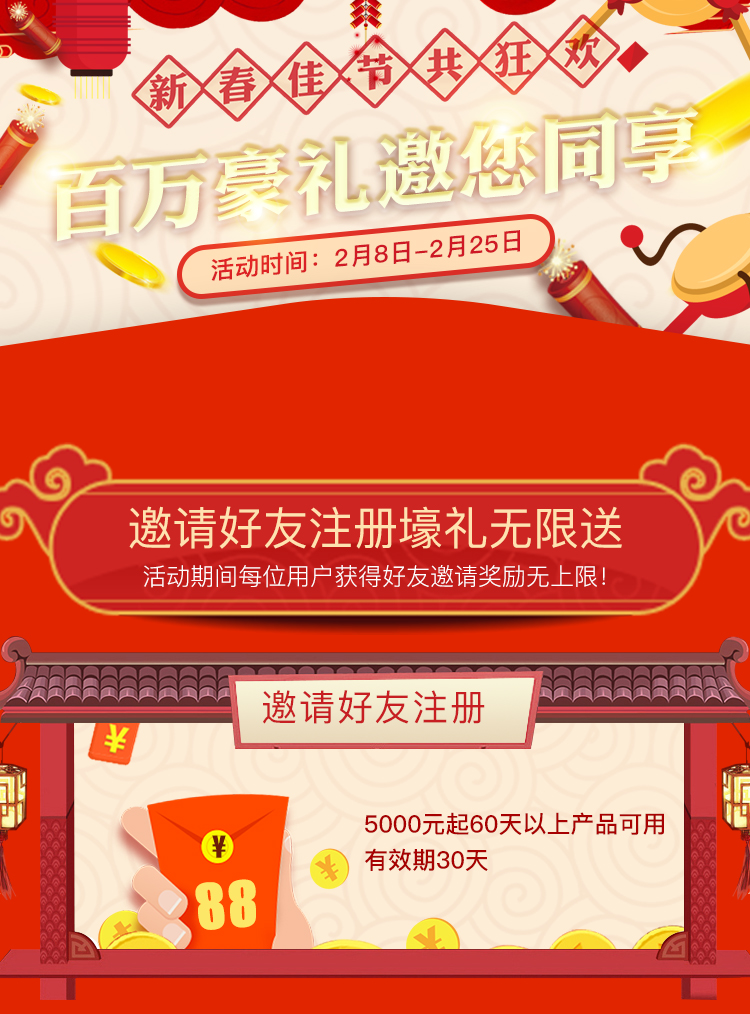 新春佳节共狂欢
百万豪礼邀您同享
活动时间：2月8日-2月25日
邀请好友注册壕礼无限送
活动期间每位用户获得好友邀请奖励无上限！
邀请好友注册
¥
5000元起60天以上产品可用
有效期30天
¥
88
¥
¥
¥